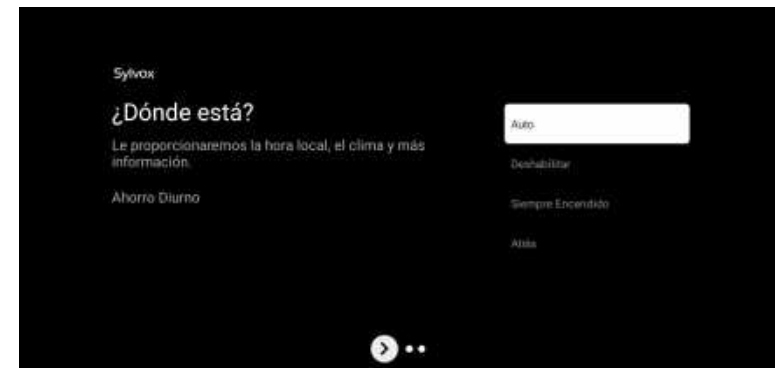 Sylvox
¿Dónde está?
Le proporcionaremos la hora local, el clima y más
información.
Ahorro Diurno
Auto
Deshabilitar
Siempre Encendido
Atrás